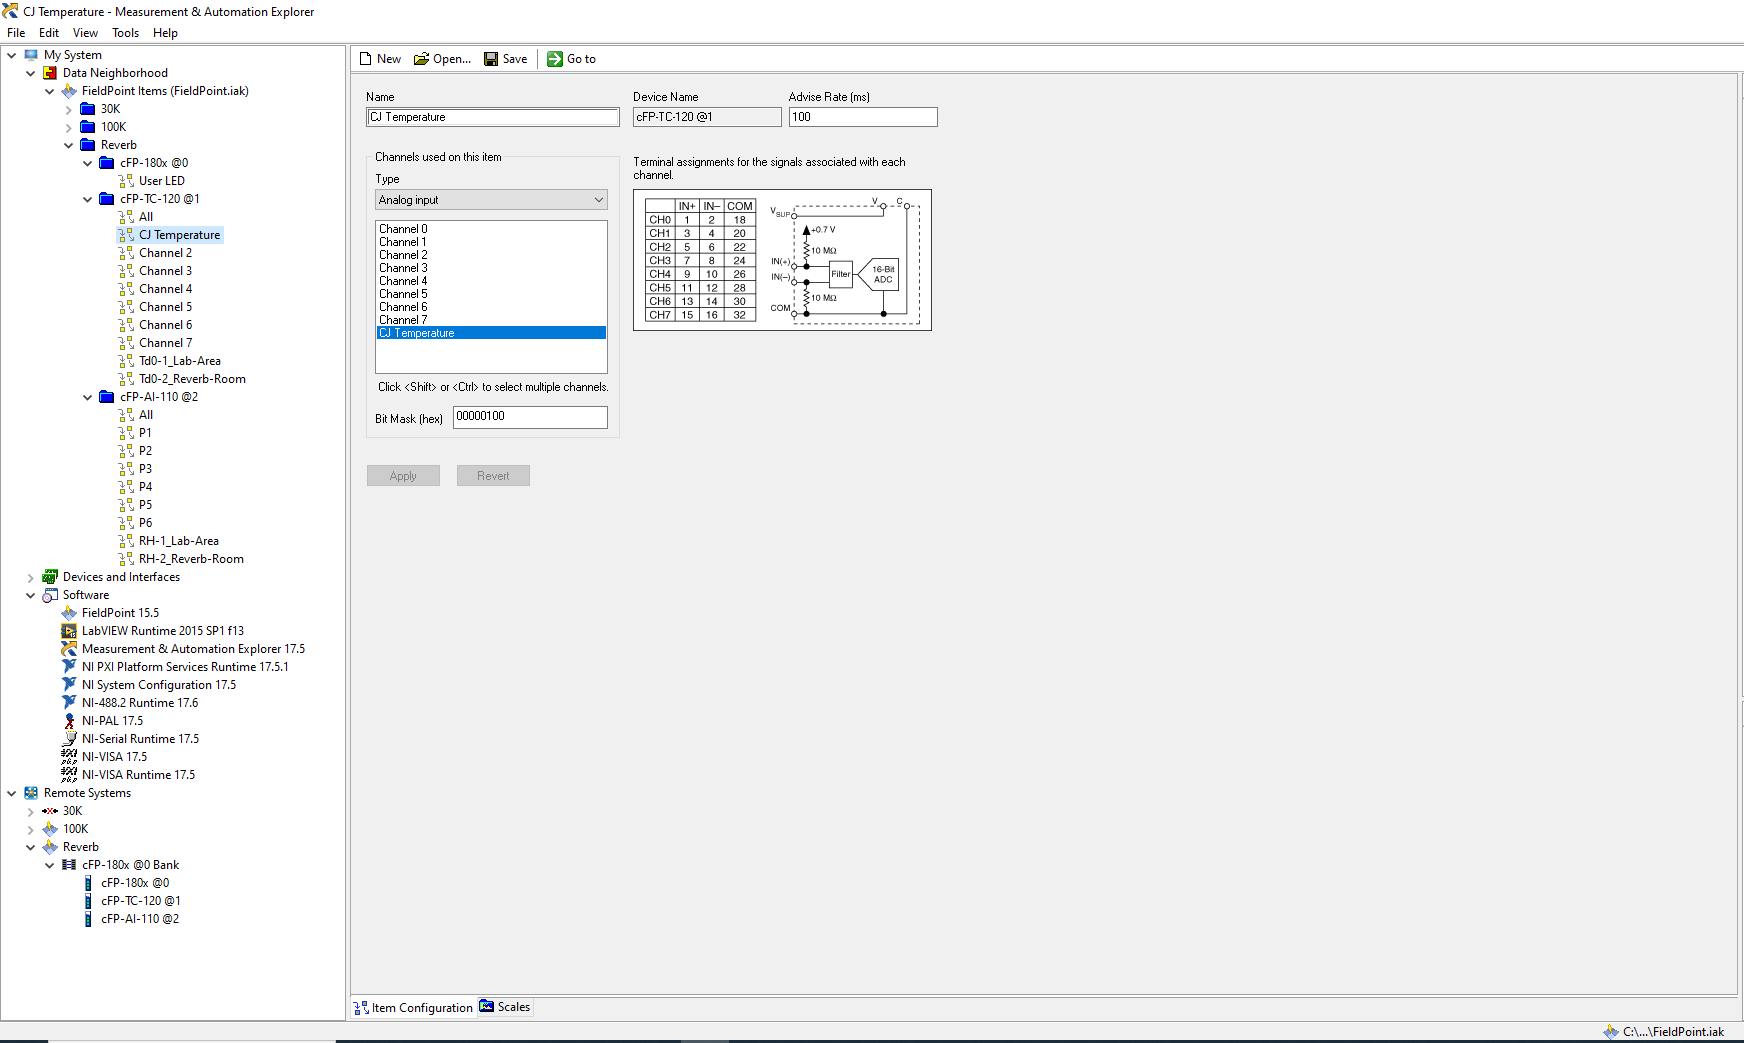 CJ Temperature - Measurement & Automation Explorer
File Edit View Tools Help
My System
Data Neighborhood
FieldPoint Items (FieldPoint.iak)
30K
100K
Reverb
cFP-180x @0
User LED
cFP-TC-120 @1
All
CJ Temperature
Channel 2
Channel 3
Channel 4
Channel 5
Channel 6
Channel 7
Td0-1_Lab-Area
Td0-2_Reverb-Room
cFP-AI-110 @2
All
P1
P2
P3
P4
P5
P6
RH-1_Lab-Area
RH-2_Reverb-Room
Devices and Interfaces
Software
FieldPoint 15.5
LabVIEW Runtime 2015 SP1 f13
Measurement & Automation Explorer 17.5
NI PXI Platform Services Runtime 17.5.1
NI System Configuration 17.5
NI-488.2 Runtime 17.6
NI-PAL 17.5
NI-Serial Runtime 17.5
NI-VISA 17.5
NI-VISA Runtime 17.5
Remote Systems
30K
100K
Reverb
cFP-180x @0 Bank
cFP-180x @0
cFP-TC-120 @1
cFP-AI-110 @2
New Open... Save Go to
Name
CJ Temperature
Device Name
cFP-TC-120 @1
Advise Rate (ms)
100
Channels used on this item
Type
Analog input
Channel 0
Channel 1
Channel 2
Channel 3
Channel 4
Channel 5
Channel 6
Channel 7
CJ Temperature
Click <Shift> or <Ctrl> to select multiple channels.
Bit Mask (hex) 00000100
Apply Revert
Terminal assignments for the signals associated with each
channel.
IN+ IN– COM
CH0 1 2 18
CH1 3 4 20
CH2 5 6 22
CH3 7 8 24
CH4 9 10 26
CH5 11 12 28
CH6 13 14 30
CH7 15 16 32
V C
VSUP
+0.7 V
10 MΩ
IN(+)
IN(–)
Filter
16-Bit
ADC
10 MΩ
COM
Item Configuration Scales
C:\...\FieldPoint.iak